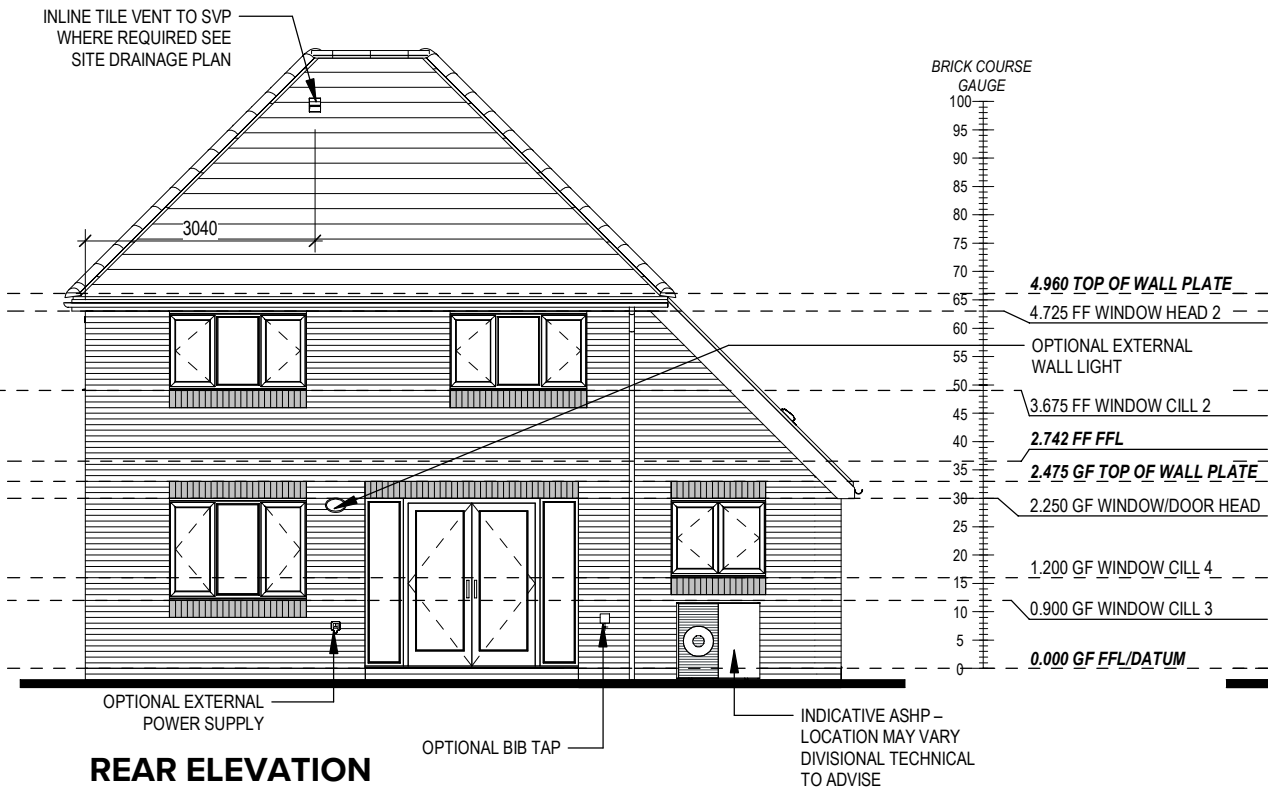 INLINE TILE VENT TO SVP
WHERE REQUIRED SEE
SITE DRAINAGE PLAN
3040
BRICK COURSE
GAUGE
100
95
90
85
80
75
70
65
60
55
50
45
40
35
30
25
20
15
10
5
0
4.960 TOP OF WALL PLATE
4.725 FF WINDOW HEAD 2
OPTIONAL EXTERNAL
WALL LIGHT
3.675 FF WINDOW CILL 2
2.742 FF FFL
2.475 GF TOP OF WALL PLATE
2.250 GF WINDOW/DOOR HEAD
1.200 GF WINDOW CILL 4
0.900 GF WINDOW CILL 3
0.000 GF FFL/DATUM
OPTIONAL EXTERNAL
POWER SUPPLY
OPTIONAL BIB TAP
INDICATIVE ASHP –
LOCATION MAY VARY
DIVISIONAL TECHNICAL
TO ADVISE
REAR ELEVATION